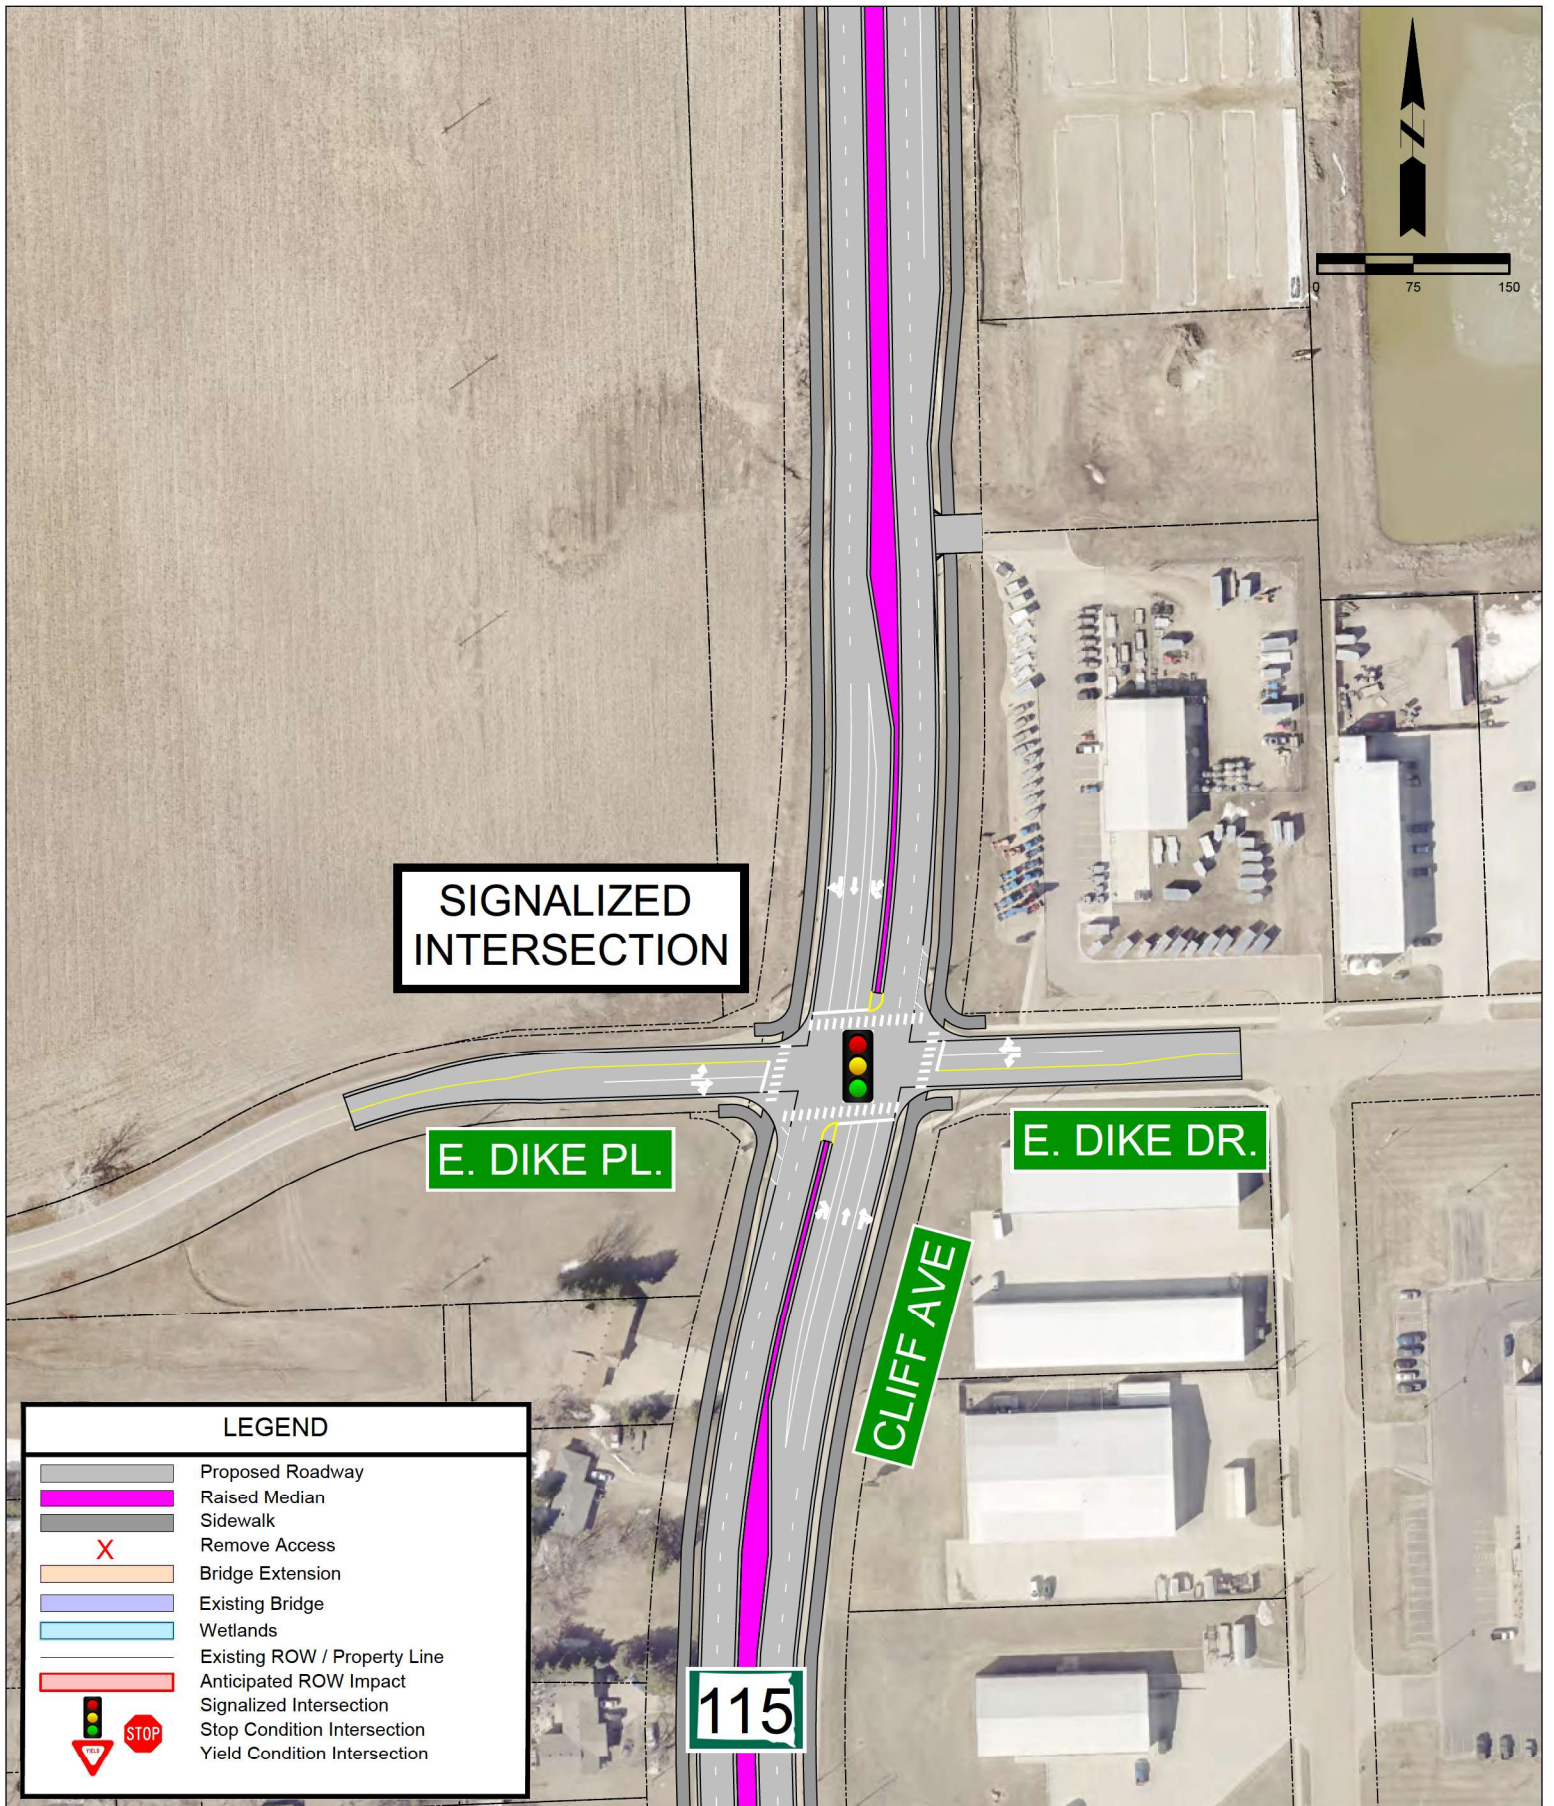 N
0 75 150
SIGNALIZED
INTERSECTION
E. DIKE PL.
E. DIKE DR.
CLIFF AVE
LEGEND
Proposed Roadway
Raised Median
Sidewalk
X Remove Access
Bridge Extension
Existing Bridge
Wetlands
Existing ROW / Property Line
Anticipated ROW Impact
Signalized Intersection
STOP Stop Condition Intersection
YIELD Yield Condition Intersection
115